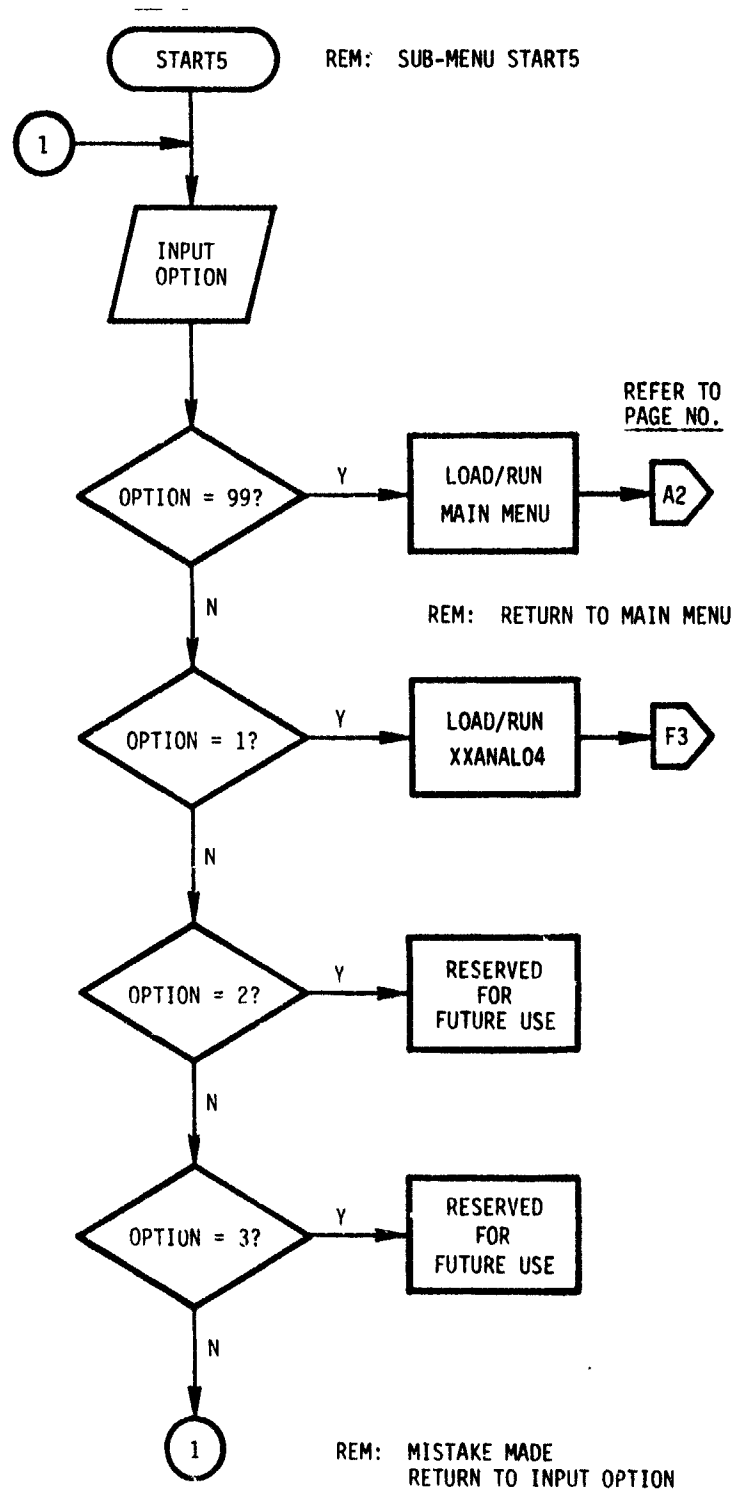 START5
REM: SUB-MENU START5
1
INPUT
OPTION
REFER TO
PAGE NO.
OPTION = 99?
Y
LOAD/RUN
MAIN MENU
A2
N
REM: RETURN TO MAIN MENU
OPTION = 1?
Y
LOAD/RUN
XXANAL04
F3
N
OPTION = 2?
Y
RESERVED
FOR
FUTURE USE
N
OPTION = 3?
Y
RESERVED
FOR
FUTURE USE
N
1
REM: MISTAKE MADE
RETURN TO INPUT OPTION